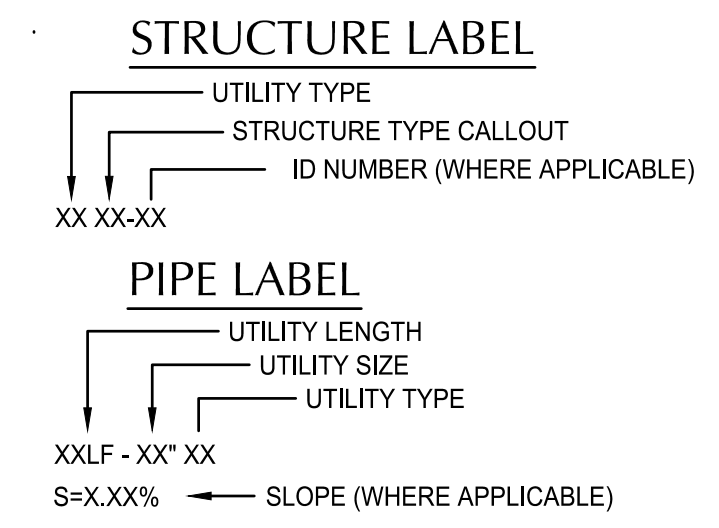 STRUCTURE LABEL
UTILITY TYPE
STRUCTURE TYPE CALLOUT
ID NUMBER (WHERE APPLICABLE)
XX XX-XX
PIPE LABEL
UTILITY LENGTH
UTILITY SIZE
UTILITY TYPE
XXLF - XX" XX
S=X.XX% SLOPE (WHERE APPLICABLE)